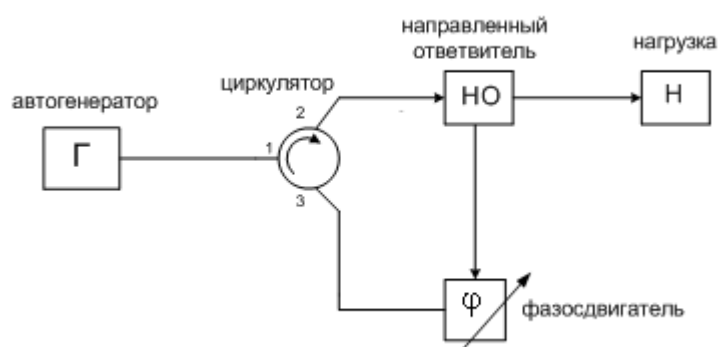 направленный
ответвитель
нагрузка
циркулятор
автогенератор
НО
Н
2
Г
1
3
φ
фазосдвигатель